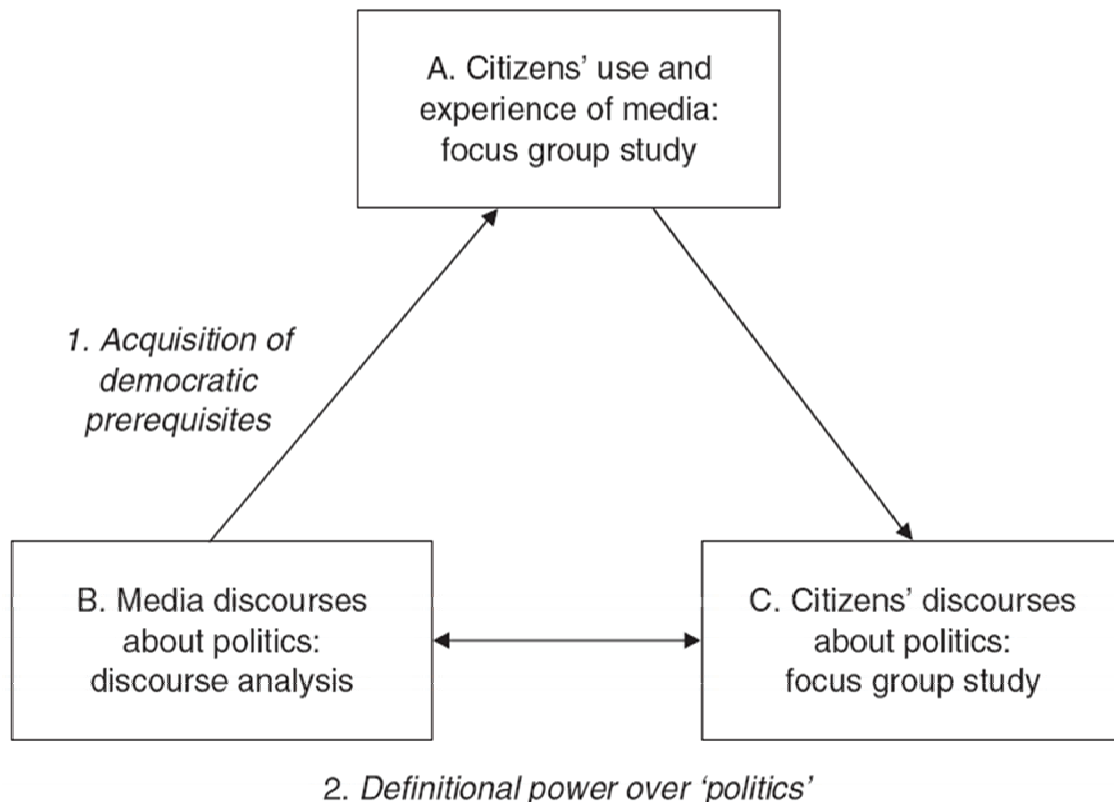 A. Citizens’ use and
experience of media:
focus group study
1. Acquisition of
democratic
prerequisites
B. Media discourses
about politics:
discourse analysis
C. Citizens’ discourses
about politics:
focus group study
2. Definitional power over ‘politics’